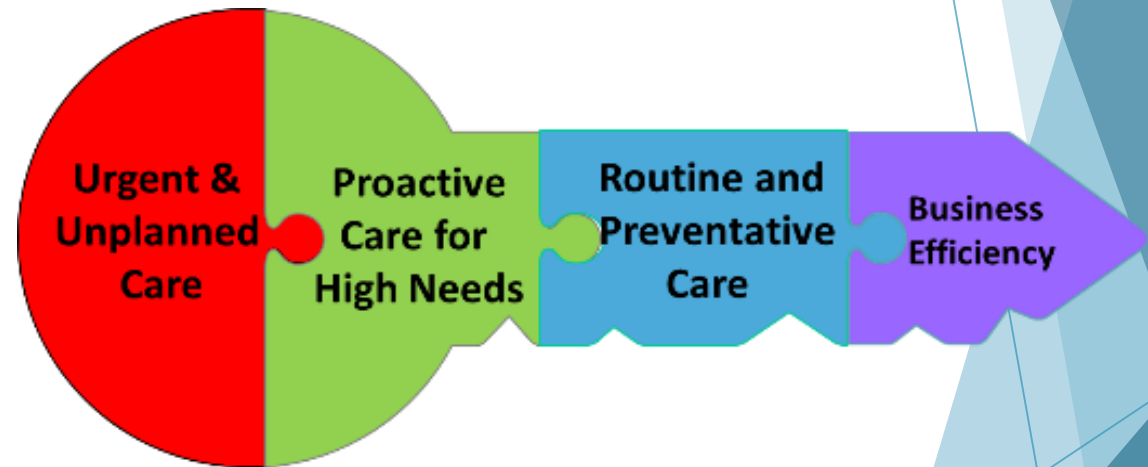 Urgent &
Unplanned
Care
Proactive
Care for
High Needs
Routine and
Preventative
Care
Business
Efficiency